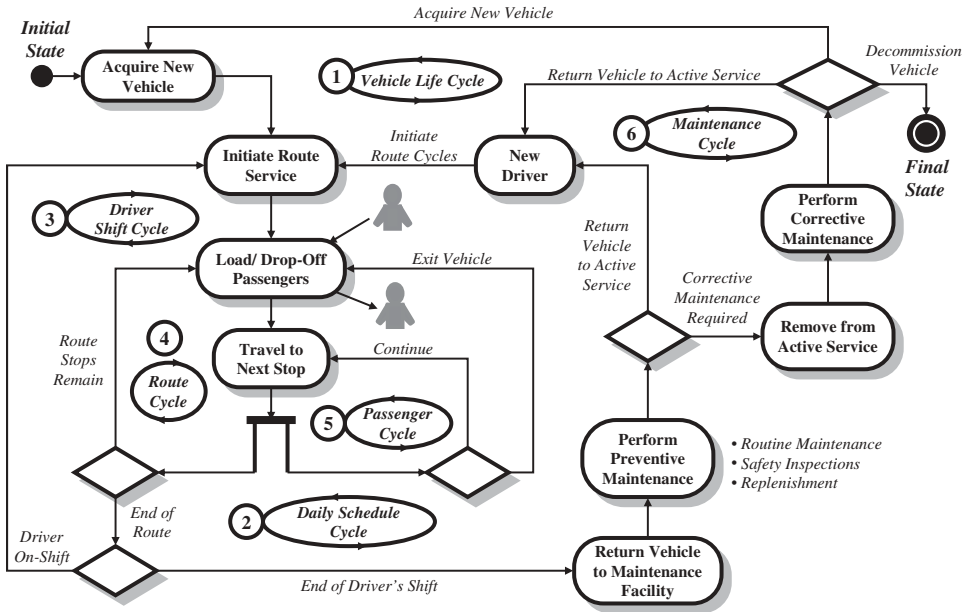 Acquire New Vehicle
Initial
State
Acquire New
Vehicle
1
Vehicle Life Cycle
Return Vehicle to Active Service
Decommission
Vehicle
6
Maintenance
Cycle
Final
State
Initiate Route
Service
Initiate
Route Cycles
New
Driver
Perform
Corrective
Maintenance
3
Driver
Shift Cycle
Load/ Drop-Off
Passengers
Exit Vehicle
Return
Vehicle
to Active
Service
Corrective
Maintenance
Required
Remove from
Active Service
Route
Stops
Remain
4
Route
Cycle
Travel to
Next Stop
Continue
5
Passenger
Cycle
Perform
Preventive
Maintenance
• Routine Maintenance
• Safety Inspections
• Replenishment
2
Daily Schedule
Cycle
End of
Route
Driver
On-Shift
End of Driver's Shift
Return Vehicle
to Maintenance
Facility